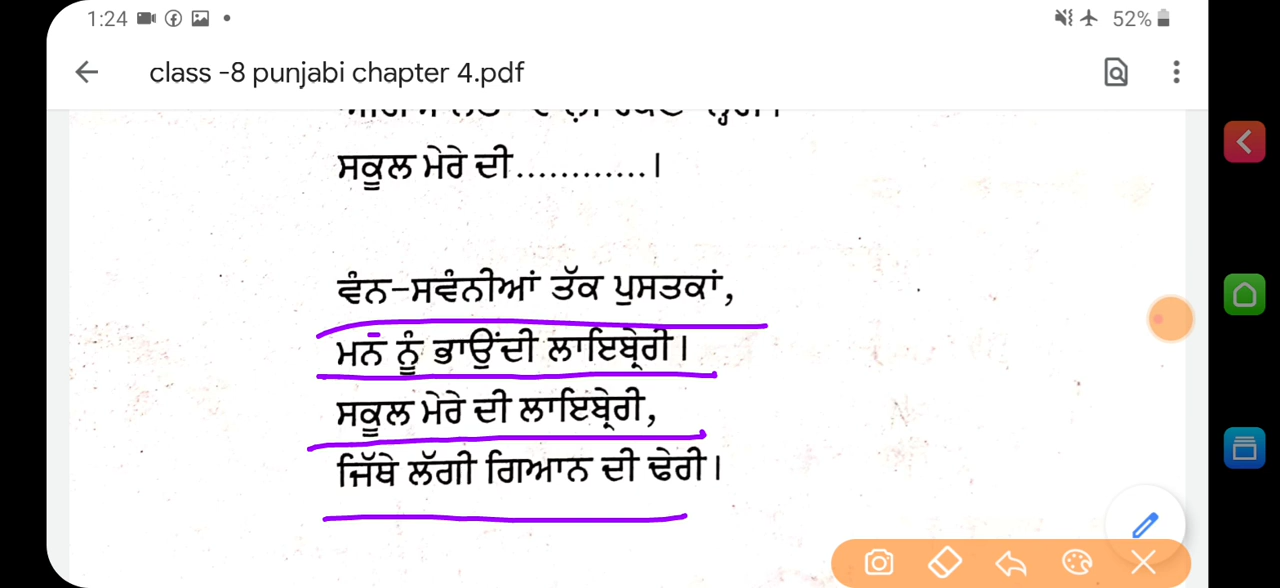 1:24
52%
class -8 punjabi chapter 4.pdf
ਸਕੂਲ ਮੇਰੇ ਦੀ............।
ਵੰਨ-ਸਵੰਨੀਆਂ ਤੱਕ ਪੁਸਤਕਾਂ,
ਮਨ ਨੂੰ ਭਾਉਂਦੀ ਲਾਇਬ੍ਰੇਰੀ।
ਸਕੂਲ ਮੇਰੇ ਦੀ ਲਾਇਬ੍ਰੇਰੀ,
ਜਿੱਥੇ ਲੱਗੀ ਗਿਆਨ ਦੀ ਢੇਰੀ।